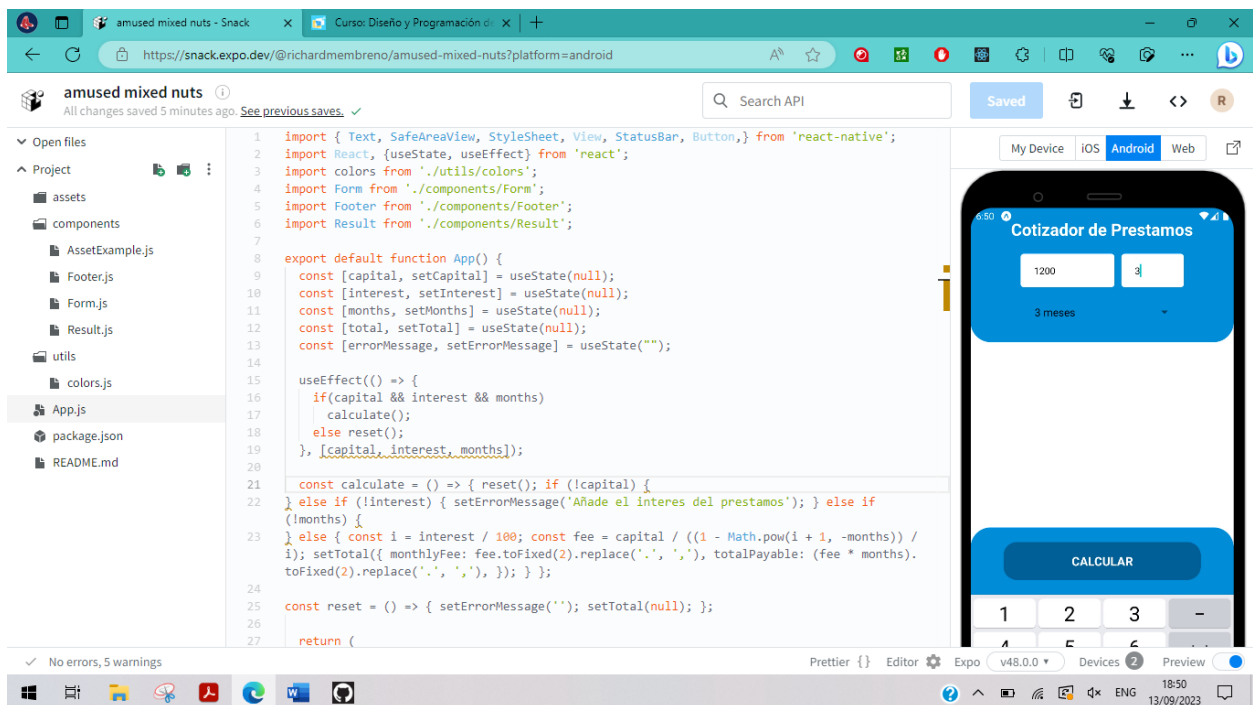 amused mixed nuts - Snack
Curso: Diseño y Programación de
https://snack.expo.dev/@richardmembreno/amused-mixed-nuts?platform=android
amused mixed nuts
All changes saved 5 minutes ago. See previous saves.
Search API
Saved
R
Open files
Project
assets
components
AssetExample.js
Footer.js
Form.js
Result.js
utils
colors.js
App.js
package.json
README.md
1 import { Text, SafeAreaView, StyleSheet, View, StatusBar, Button,} from 'react-native';
2 import React, {useState, useEffect} from 'react';
3 import colors from './utils/colors';
4 import Form from './components/Form';
5 import Footer from './components/Footer';
6 import Result from './components/Result';
7
8 export default function App() {
9 const [capital, setCapital] = useState(null);
10 const [interest, setInterest] = useState(null);
11 const [months, setMonths] = useState(null);
12 const [total, setTotal] = useState(null);
13 const [errorMessage, setErrorMessage] = useState("");
14
15 useEffect(() => {
16 if(capital && interest && months)
17 calculate();
18 else reset();
19 }, [capital, interest, months]);
20
21 const calculate = () => { reset(); if (!capital) {
22 } else if (!interest) { setErrorMessage('Añade el interes del prestamos'); } else if
(!months) {
23 } else { const i = interest / 100; const fee = capital / ((1 - Math.pow(i + 1, -months)) /
i); setTotal({ monthlyFee: fee.toFixed(2).replace('.', ','), totalPayable: (fee * months).
toFixed(2).replace('.', ','), }); } };
24
25 const reset = () => { setErrorMessage(''); setTotal(null); };
26
27 return (
My Device iOS Android Web
6:50
Cotizador de Prestamos
1200 3
3 meses
CALCULAR
1 2 3 -
No errors, 5 warnings
Prettier {} Editor Expo v48.0.0 Devices 2 Preview
ENG 18:50
13/09/2023